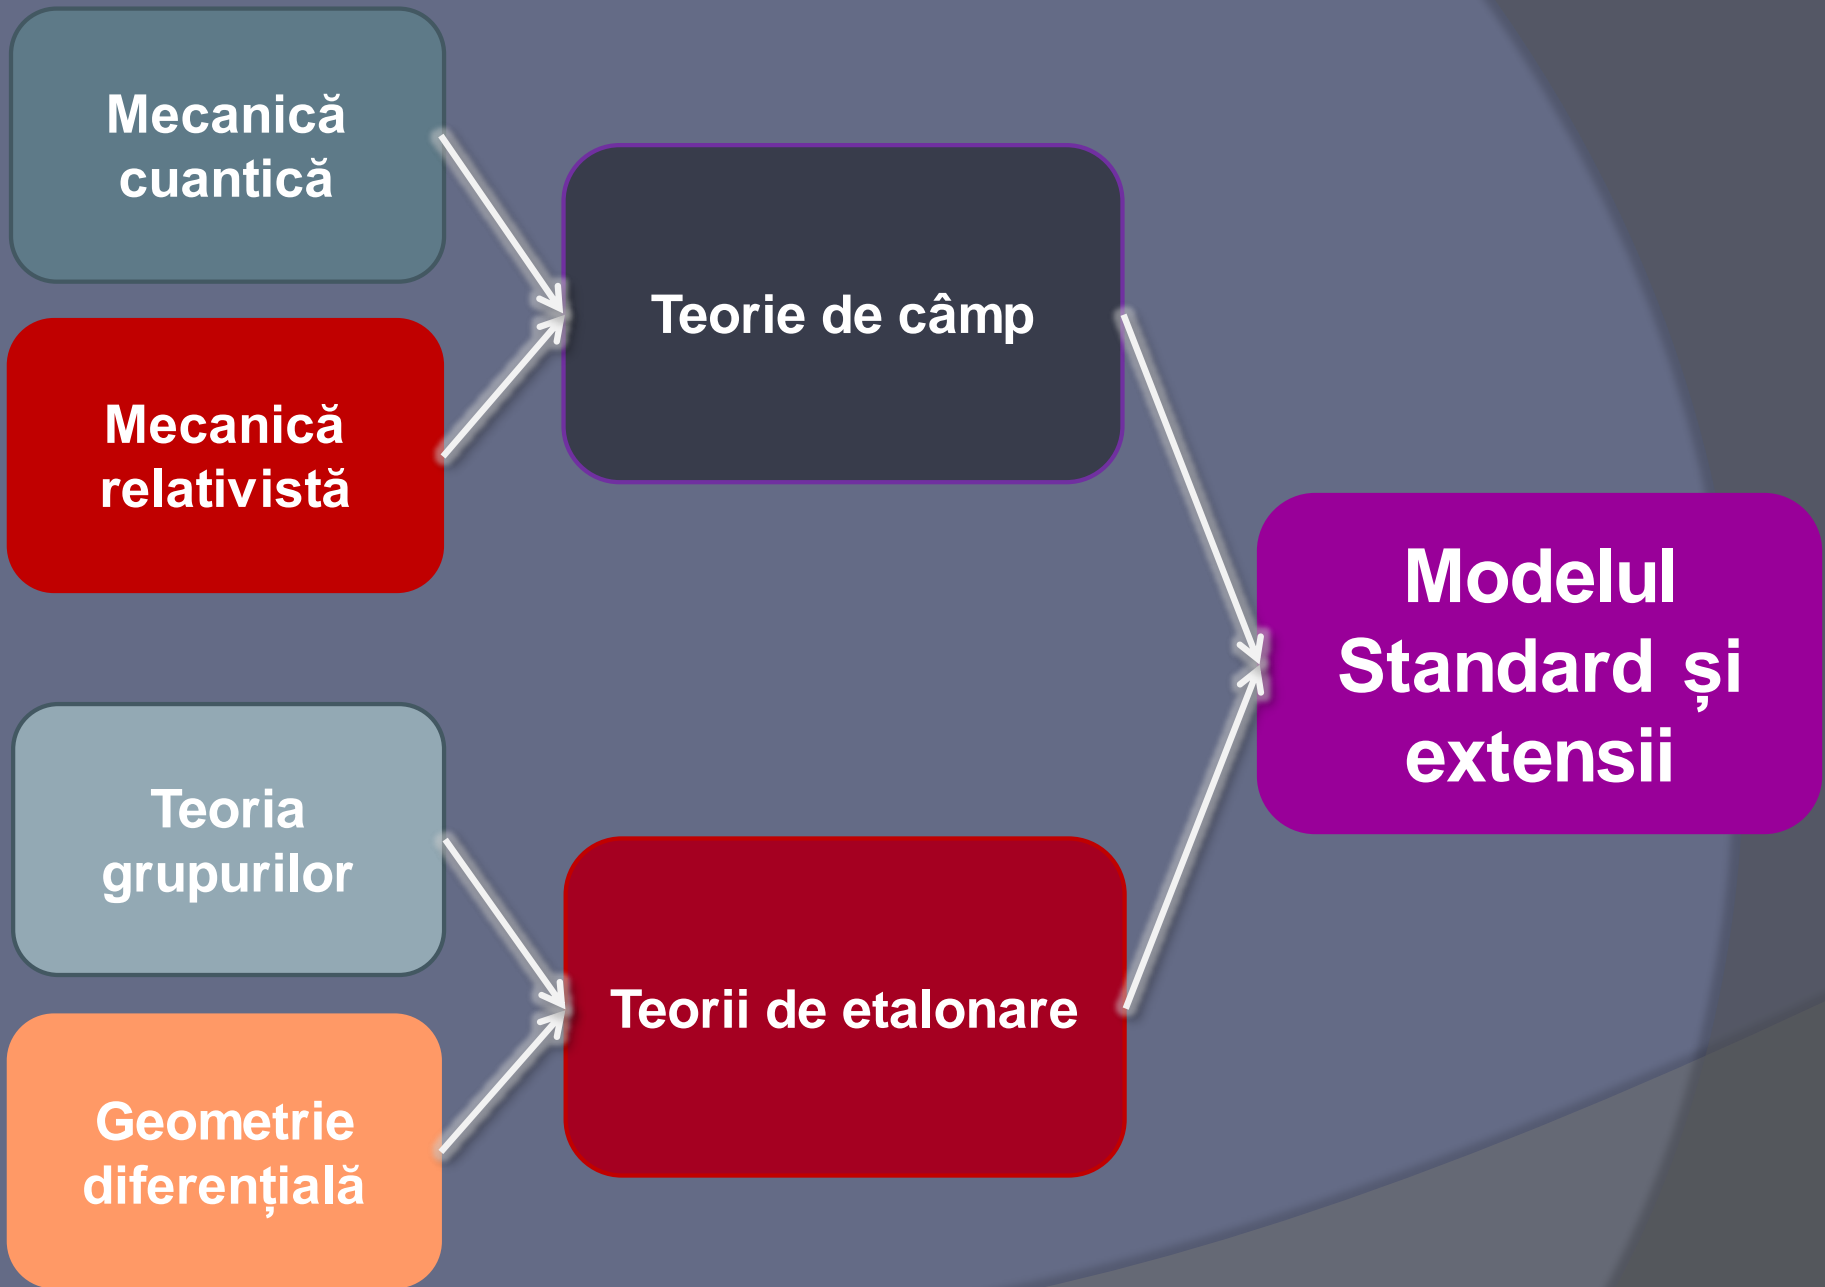 Mecanică
cuantică
Mecanică
relativistă
Teorie de câmp
Teoria
grupurilor
Geometrie
diferențială
Teorii de etalonare
Modelul
Standard și
extensii